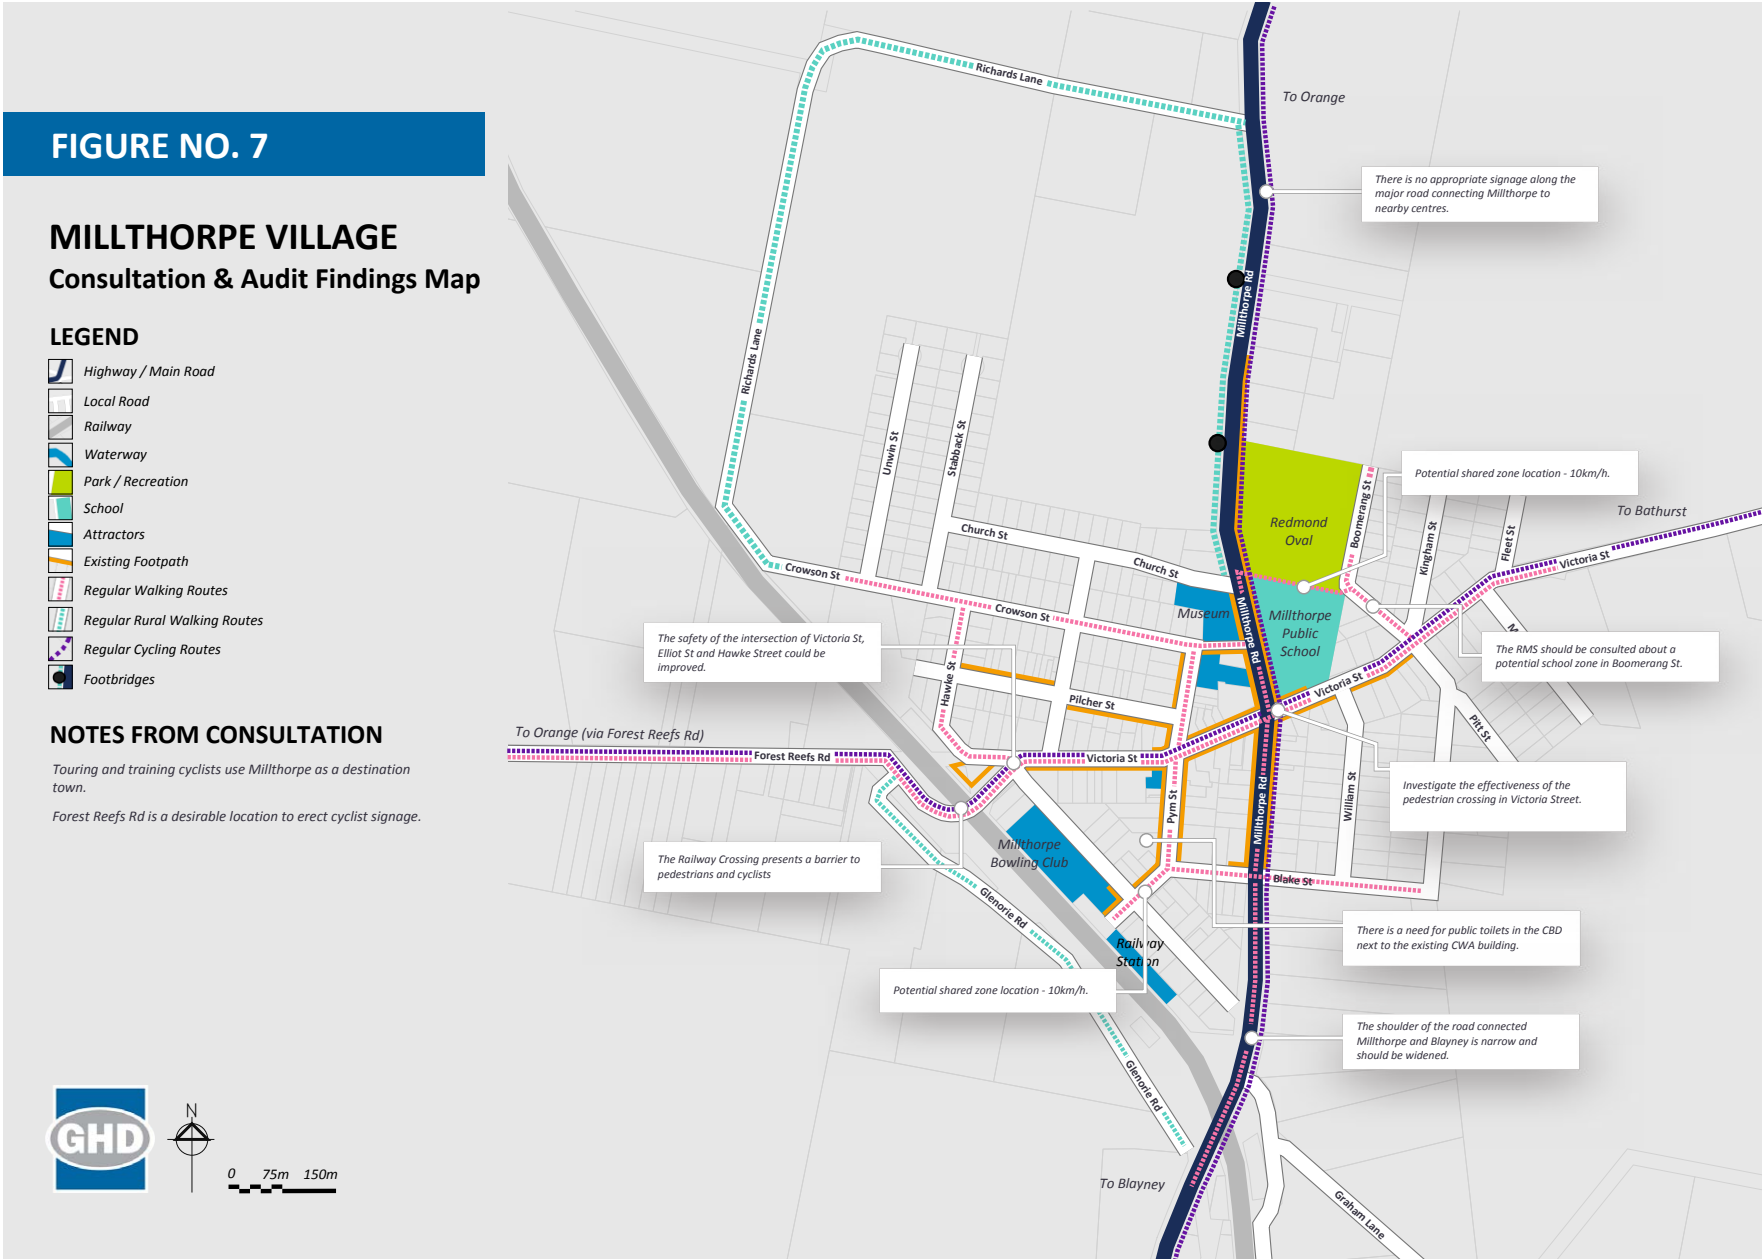 FIGURE NO. 7
MILLTHORPE VILLAGE
Consultation & Audit Findings Map
LEGEND
Highway / Main Road
Local Road
Railway
Waterway
Park / Recreation
School
Attractors
Existing Footpath
Regular Walking Routes
Regular Rural Walking Routes
Regular Cycling Routes
Footbridges
NOTES FROM CONSULTATION
Touring and training cyclists use Millthorpe as a destination
town.
Forest Reefs Rd is a desirable location to erect cyclist signage.
GHD
N
0 75m 150m
Richards Lane
To Orange
There is no appropriate signage along the
major road connecting Millthorpe to
nearby centres.
Millthorpe Rd
Richards Lane
Unwin St
Stabback St
Church St
Church St
Crowson St
Crowson St
Museum
Millthorpe Rd
Redmond
Oval
Boomerang St
Potential shared zone location - 10km/h.
Kingham St
Fleet St
To Bathurst
Victoria St
Millthorpe
Public
School
The RMS should be consulted about a
potential school zone in Boomerang St.
M
The safety of the intersection of Victoria St,
Elliot St and Hawke Street could be
improved.
Hawke St
Pilcher St
Victoria St
Pitt St
To Orange (via Forest Reefs Rd)
Forest Reefs Rd
Victoria St
Pym St
Millthorpe Rd
William St
Investigate the effectiveness of the
pedestrian crossing in Victoria Street.
The Railway Crossing presents a barrier to
pedestrians and cyclists
Millthorpe
Bowling Club
Blake St
Glenorie Rd
Railway
Station
There is a need for public toilets in the CBD
next to the existing CWA building.
Potential shared zone location - 10km/h.
The shoulder of the road connected
Millthorpe and Blayney is narrow and
should be widened.
Glenorie Rd
To Blayney
Graham Lane